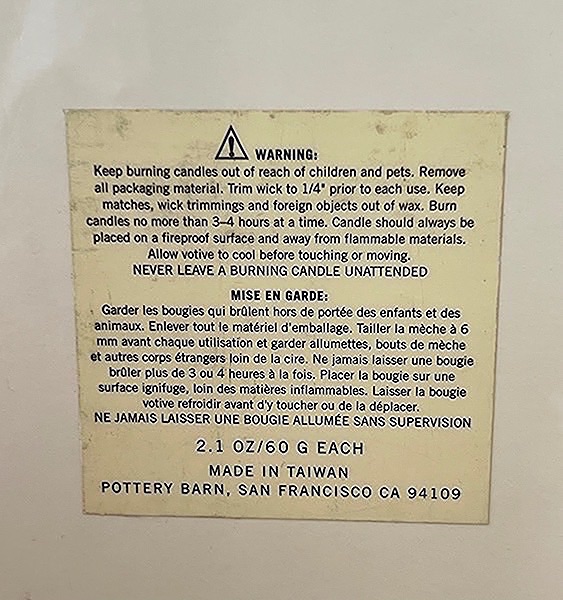 WARNING:
Keep burning candles out of reach of children and pets. Remove
all packaging material. Trim wick to 1/4" prior to each use. Keep
matches, wick trimmings and foreign objects out of wax. Burn
candles no more than 3–4 hours at a time. Candle should always be
placed on a fireproof surface and away from flammable materials.
Allow votive to cool before touching or moving.
NEVER LEAVE A BURNING CANDLE UNATTENDED
MISE EN GARDE:
Garder les bougies qui brûlent hors de portée des enfants et des
animaux. Enlever tout le matériel d'emballage. Tailler la mèche à 6
mm avant chaque utilisation et garder allumettes, bouts de mèche
et autres corps étrangers loin de la cire. Ne jamais laisser une bougie
brûler plus de 3 ou 4 heures à la fois. Placer la bougie sur une
surface ignifuge, loin des matières inflammables. Laisser la bougie
votive refroidir avant d'y toucher ou de la déplacer.
NE JAMAIS LAISSER UNE BOUGIE ALLUMÉE SANS SUPERVISION
2.1 OZ/60 G EACH
MADE IN TAIWAN
POTTERY BARN, SAN FRANCISCO CA 94109